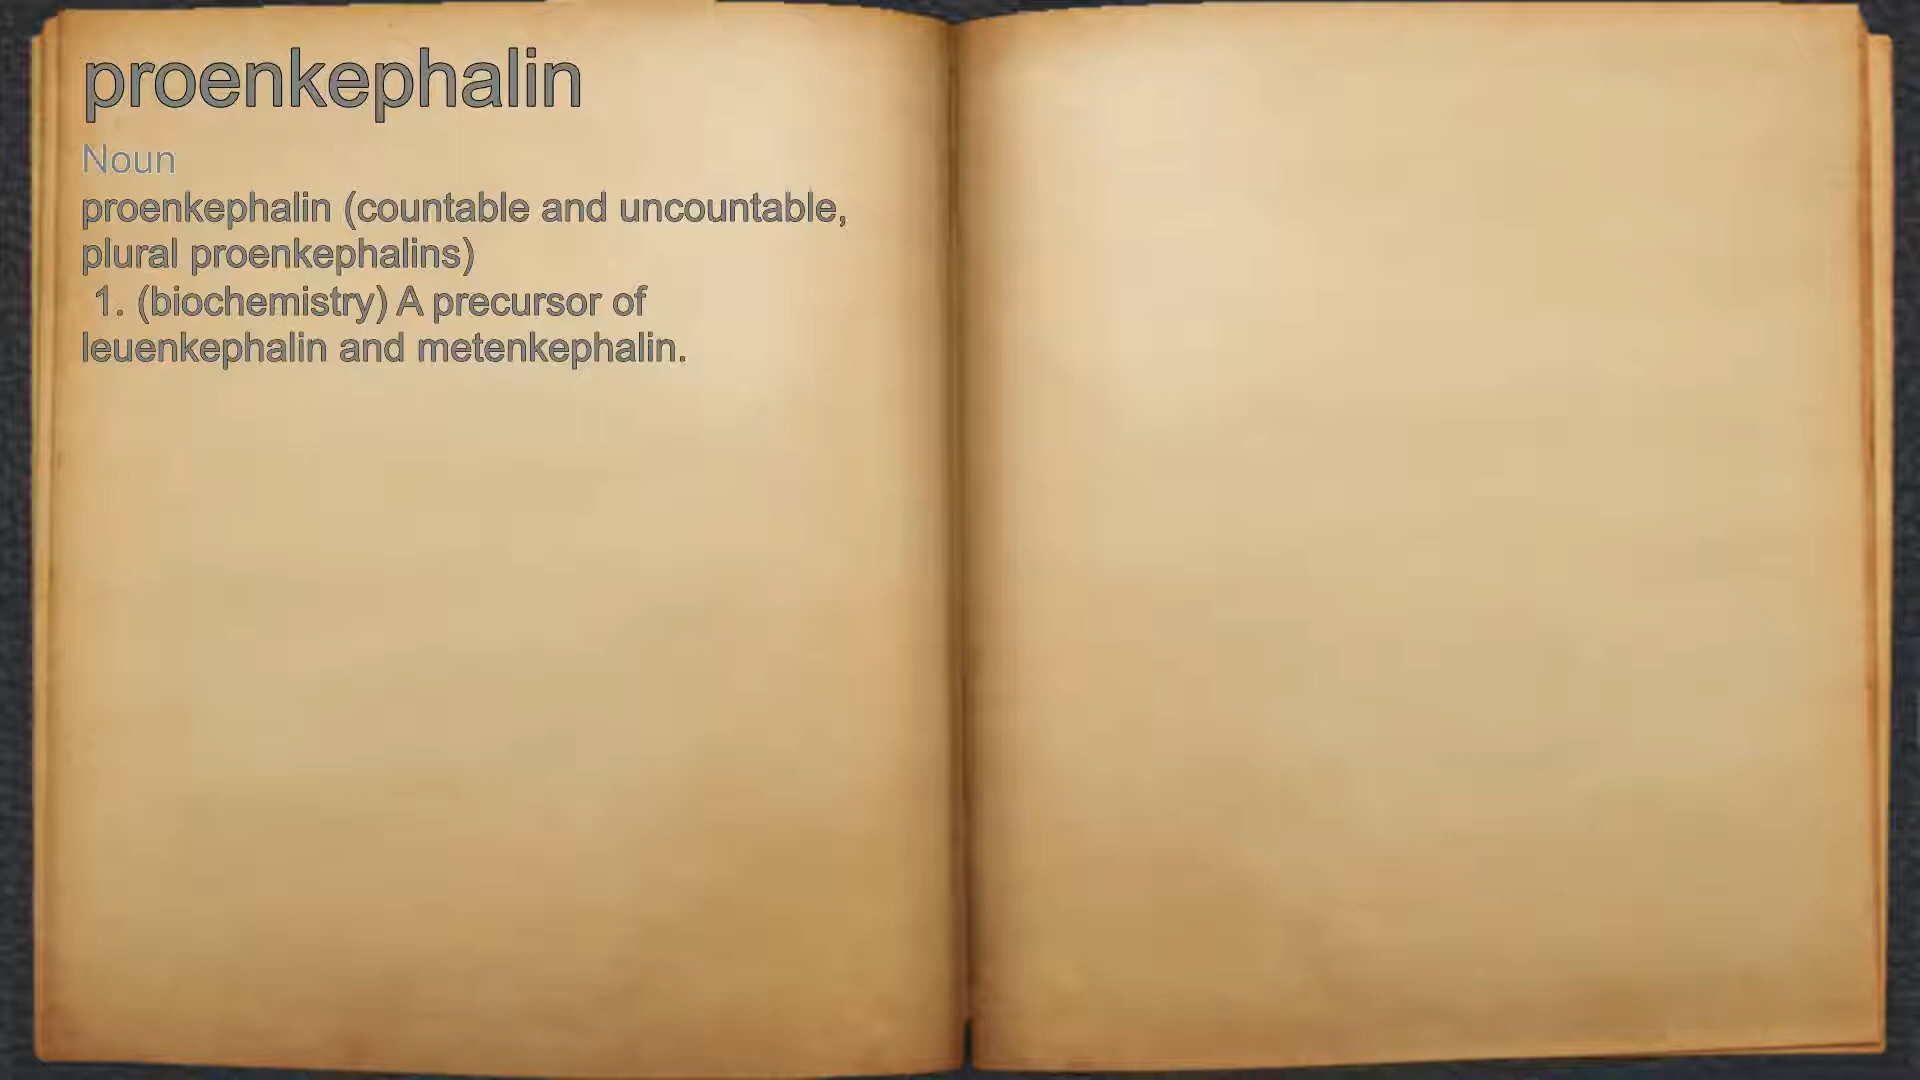 proenkephalin
Noun
proenkephalin (countable and uncountable,
plural proenkephalins)
1. (biochemistry) A precursor of
leuenkephalin and metenkephalin.